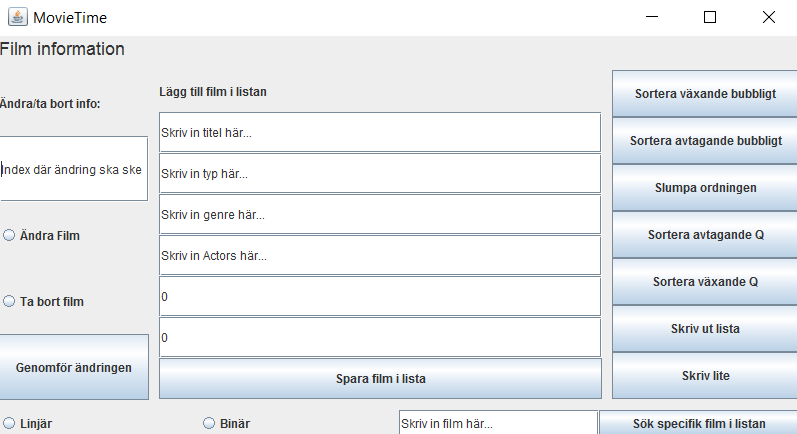 MovieTime
Film information
Ändra/ta bort info:
Index där ändring ska ske
Ändra Film
Ta bort film
Genomför ändringen
Lägg till film i listan
Skriv in titel här...
Skriv in typ här...
Skriv in genre här...
Skriv in Actors här...
0
0
Spara film i lista
Sortera växande bubbligt
Sortera avtagande bubbligt
Slumpa ordningen
Sortera avtagande Q
Sortera växande Q
Skriv ut lista
Skriv lite
Linjär
Binär
Skriv in film här...
Sök specifik film i listan